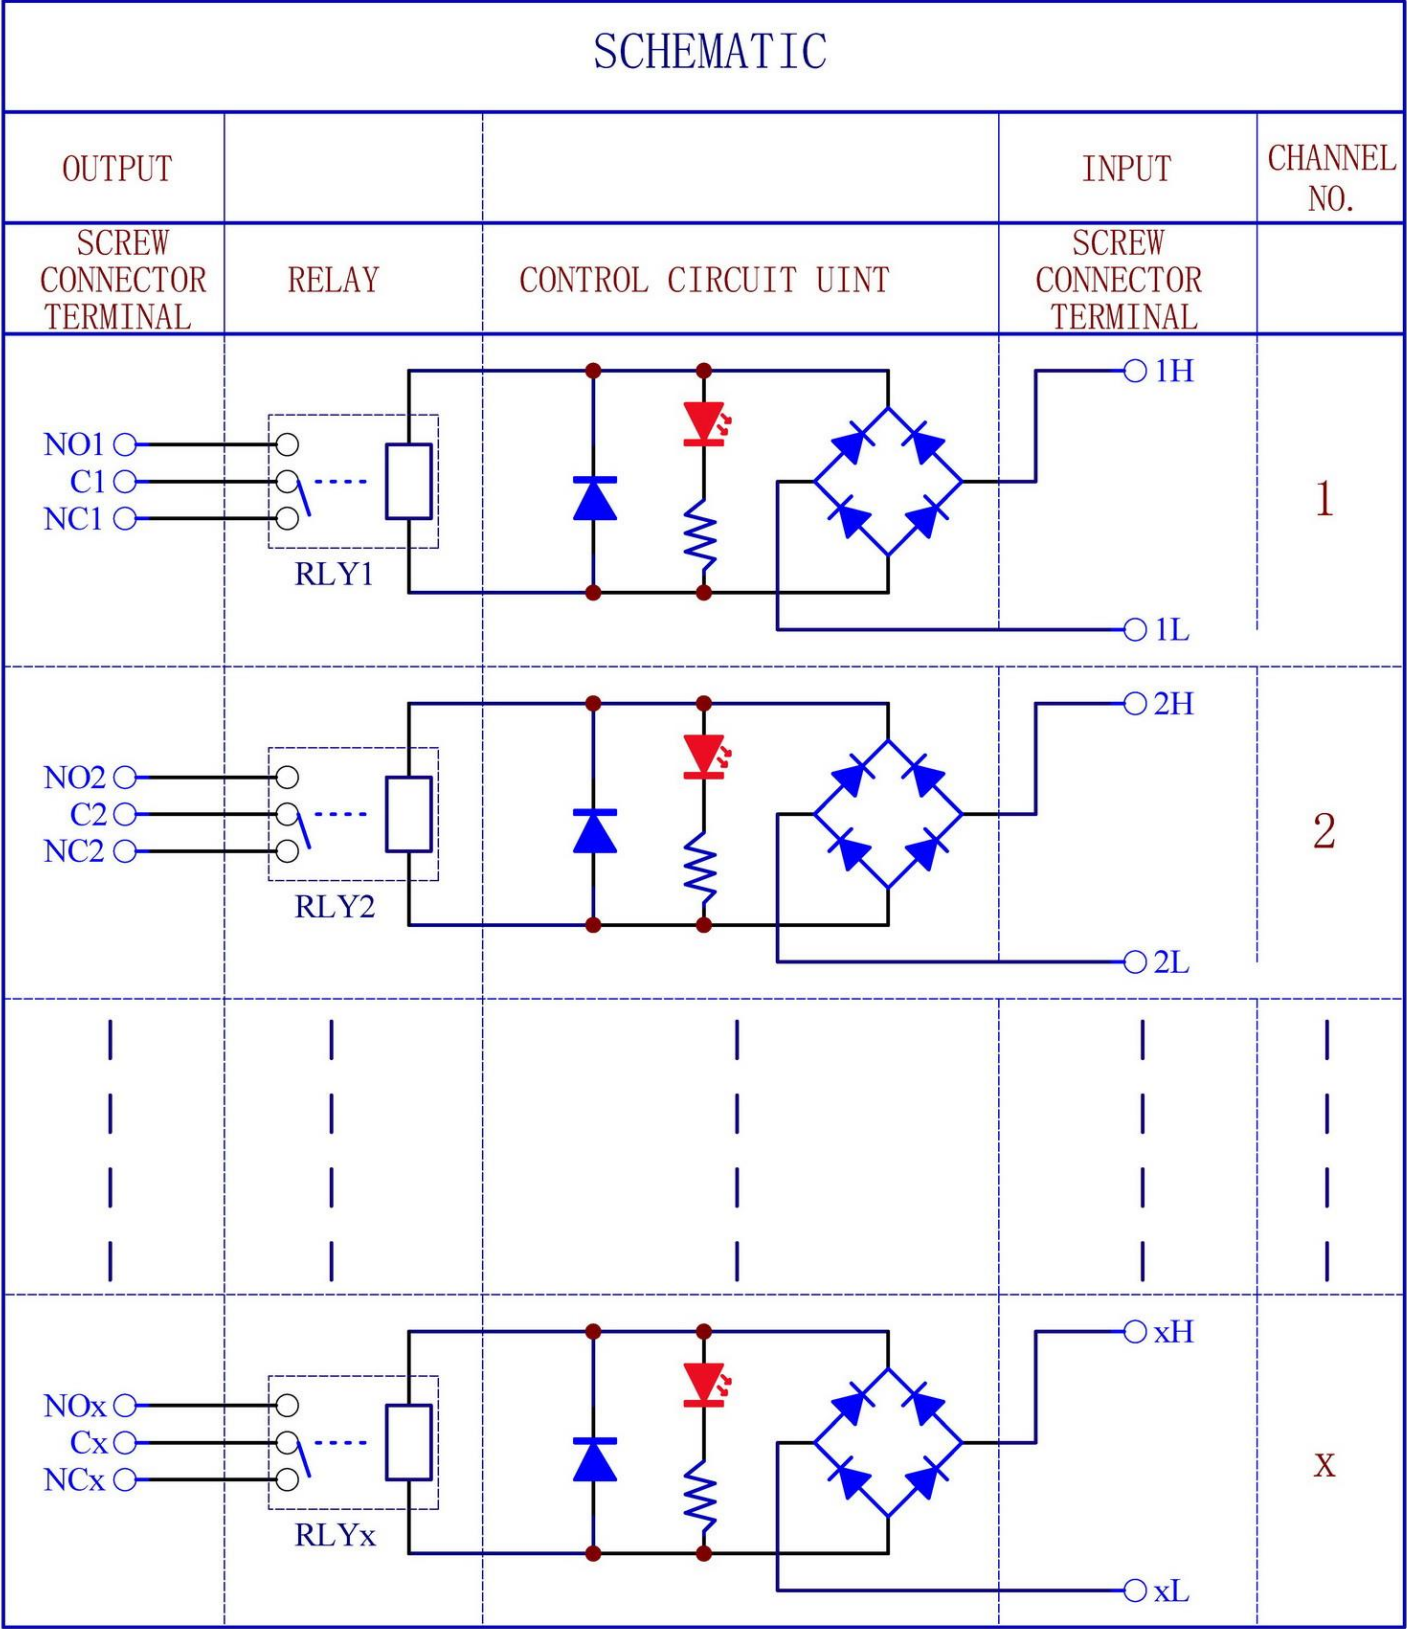 SCHEMATIC
OUTPUT
INPUT
CHANNEL
NO.
SCREW
CONNECTOR
TERMINAL
RELAY
CONTROL CIRCUIT UINT
SCREW
CONNECTOR
TERMINAL
NO1
C1
NC1
RLY1
1H
1L
1
NO2
C2
NC2
RLY2
2H
2L
2
NOx
Cx
NCx
RLYx
xH
xL
x